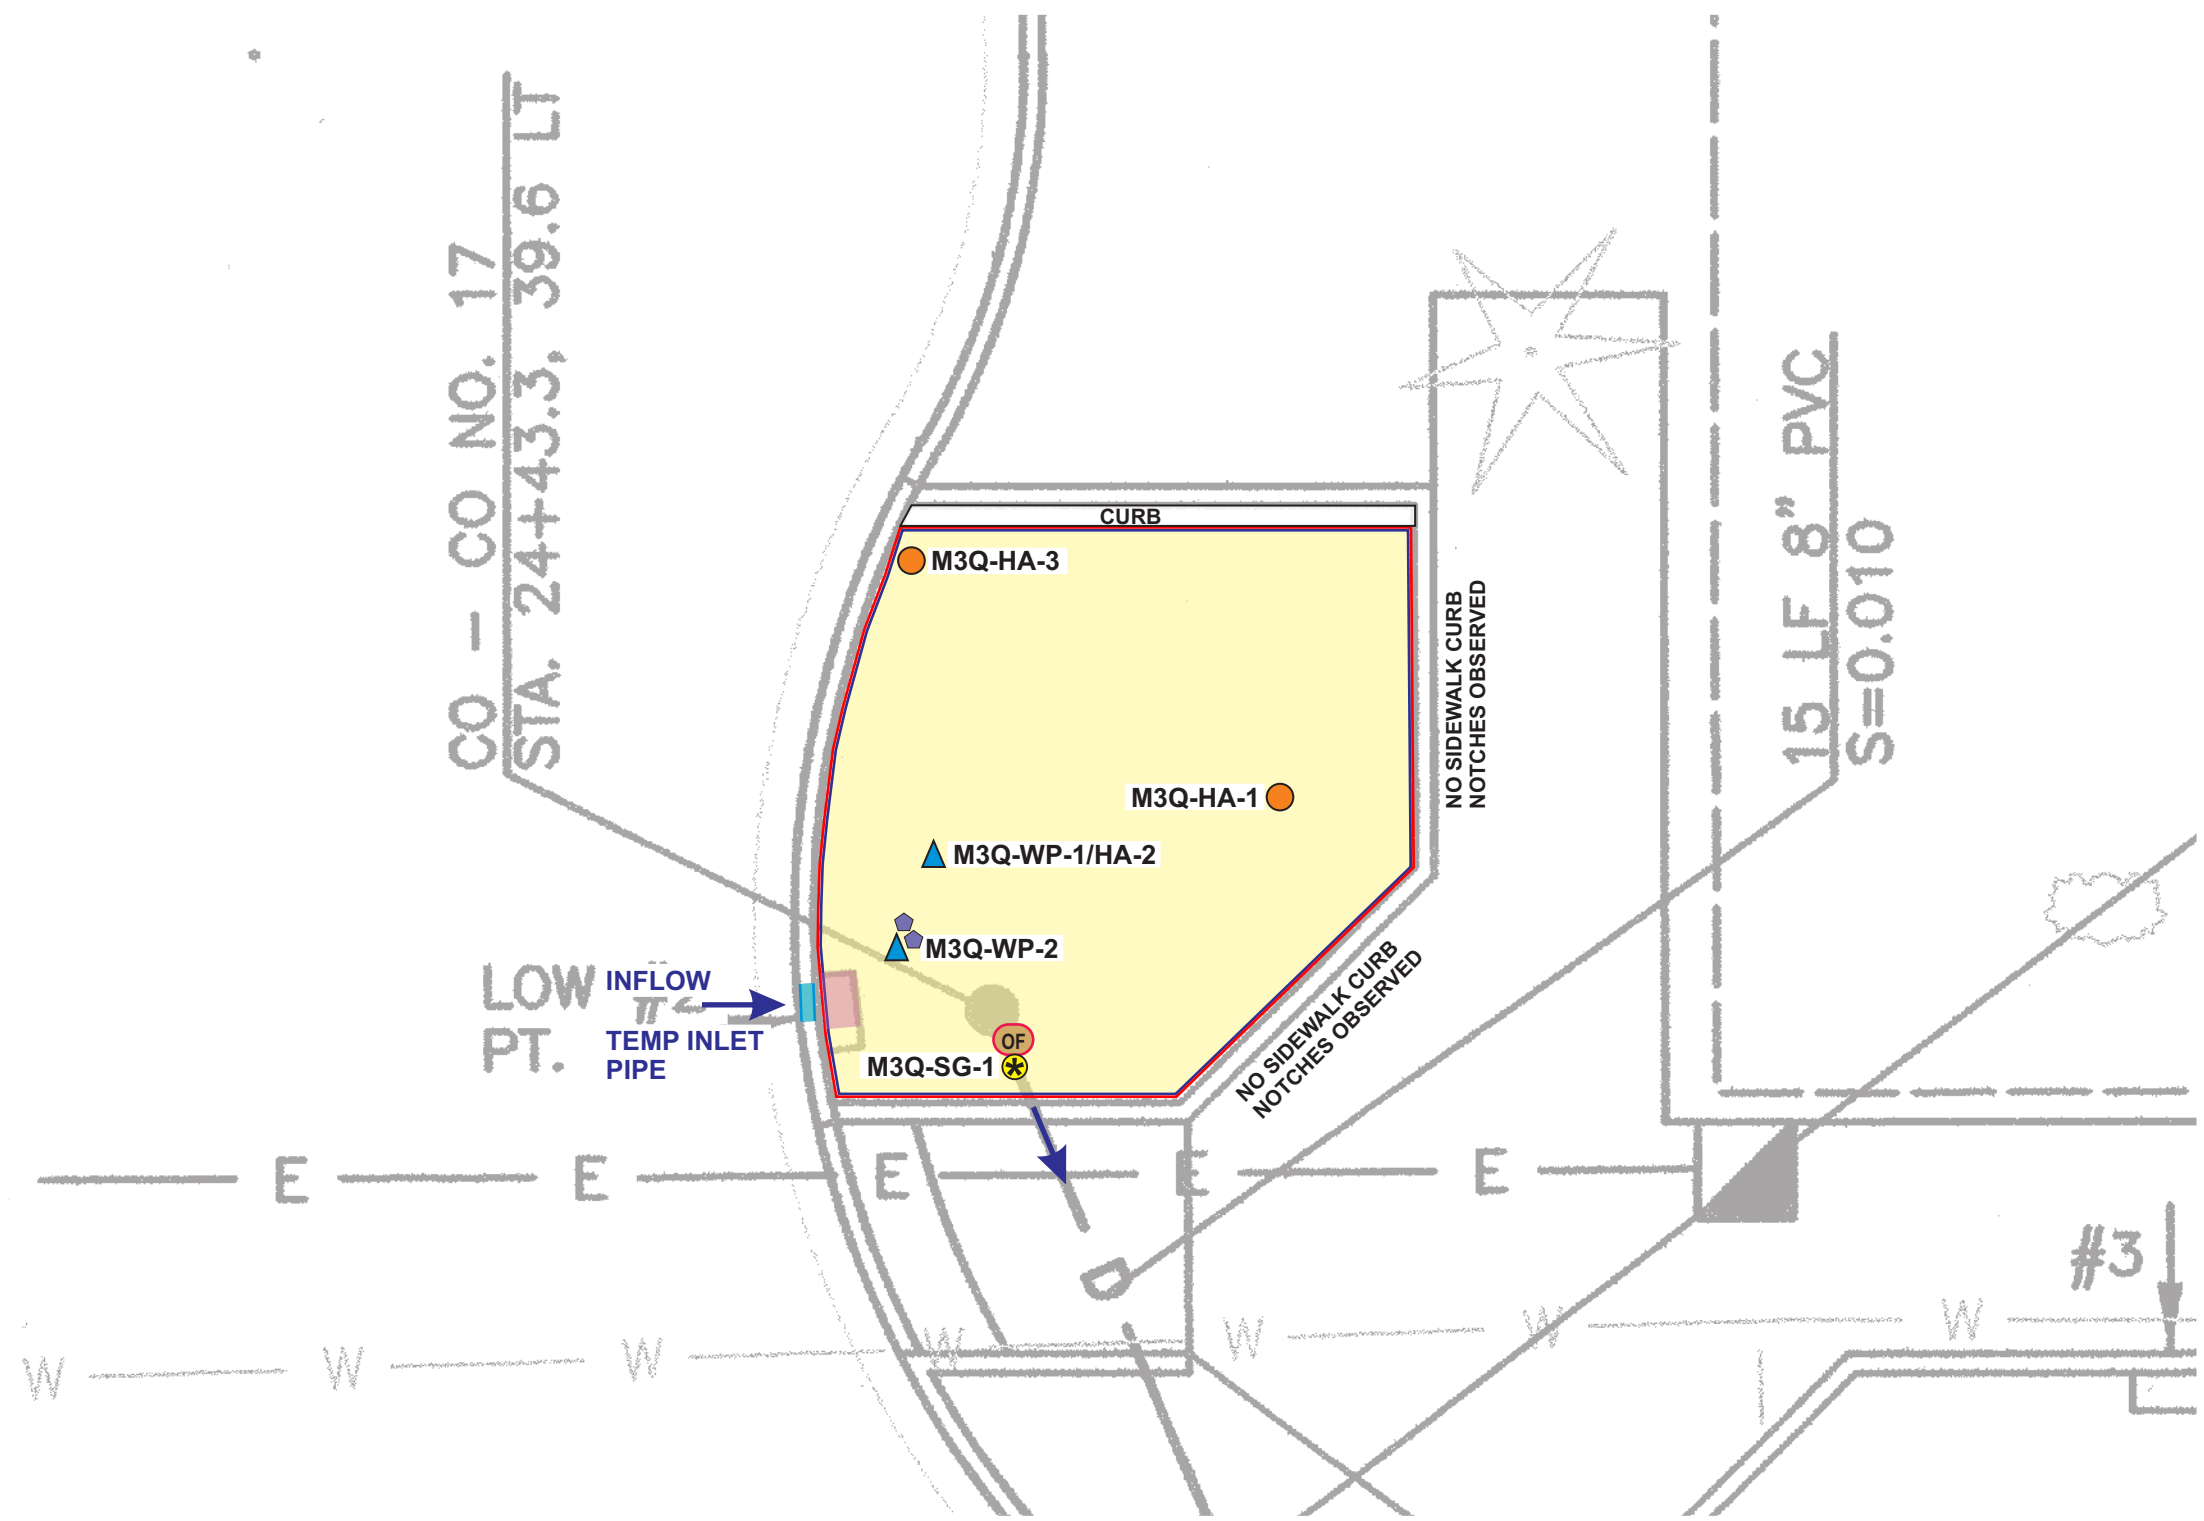 CO - CO NO. 17
STA. 24+43.3, 39.6 LT
CURB
M3Q-HA-3
NO SIDEWALK CURB
NOTCHES OBSERVED
15 LF 8" PVC
S=0.010
M3Q-HA-1
M3Q-WP-1/HA-2
M3Q-WP-2
LOW
PT.
INFLOW
TEMP INLET
PIPE
OF
M3Q-SG-1
NO SIDEWALK CURB
NOTCHES OBSERVED
E E E E E
D
#3
W W W W W W W